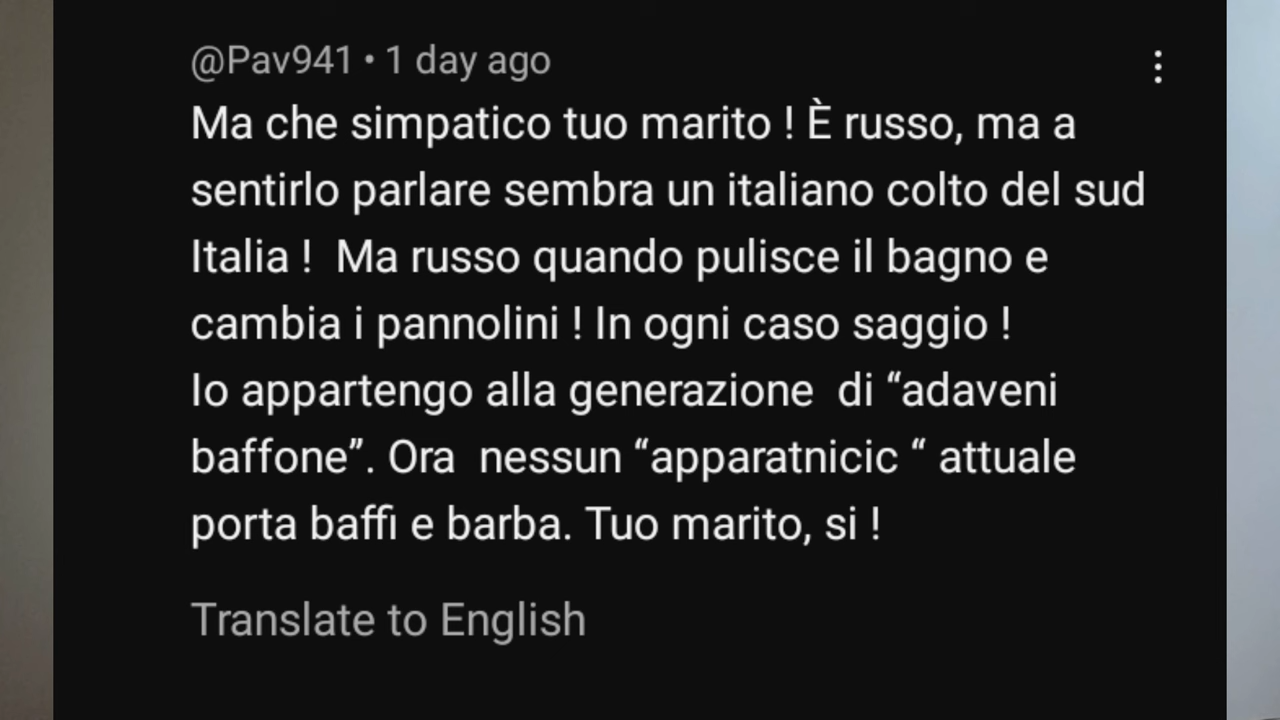 @Pav941 • 1 day ago
Ma che simpatico tuo marito ! È russo, ma a
sentirlo parlare sembra un italiano colto del sud
Italia !  Ma russo quando pulisce il bagno e
cambia i pannolini ! In ogni caso saggio !
Io appartengo alla generazione  di “adaveni
baffone”. Ora  nessun “apparatnicic “ attuale
porta baffi e barba. Tuo marito, si !
Translate to English